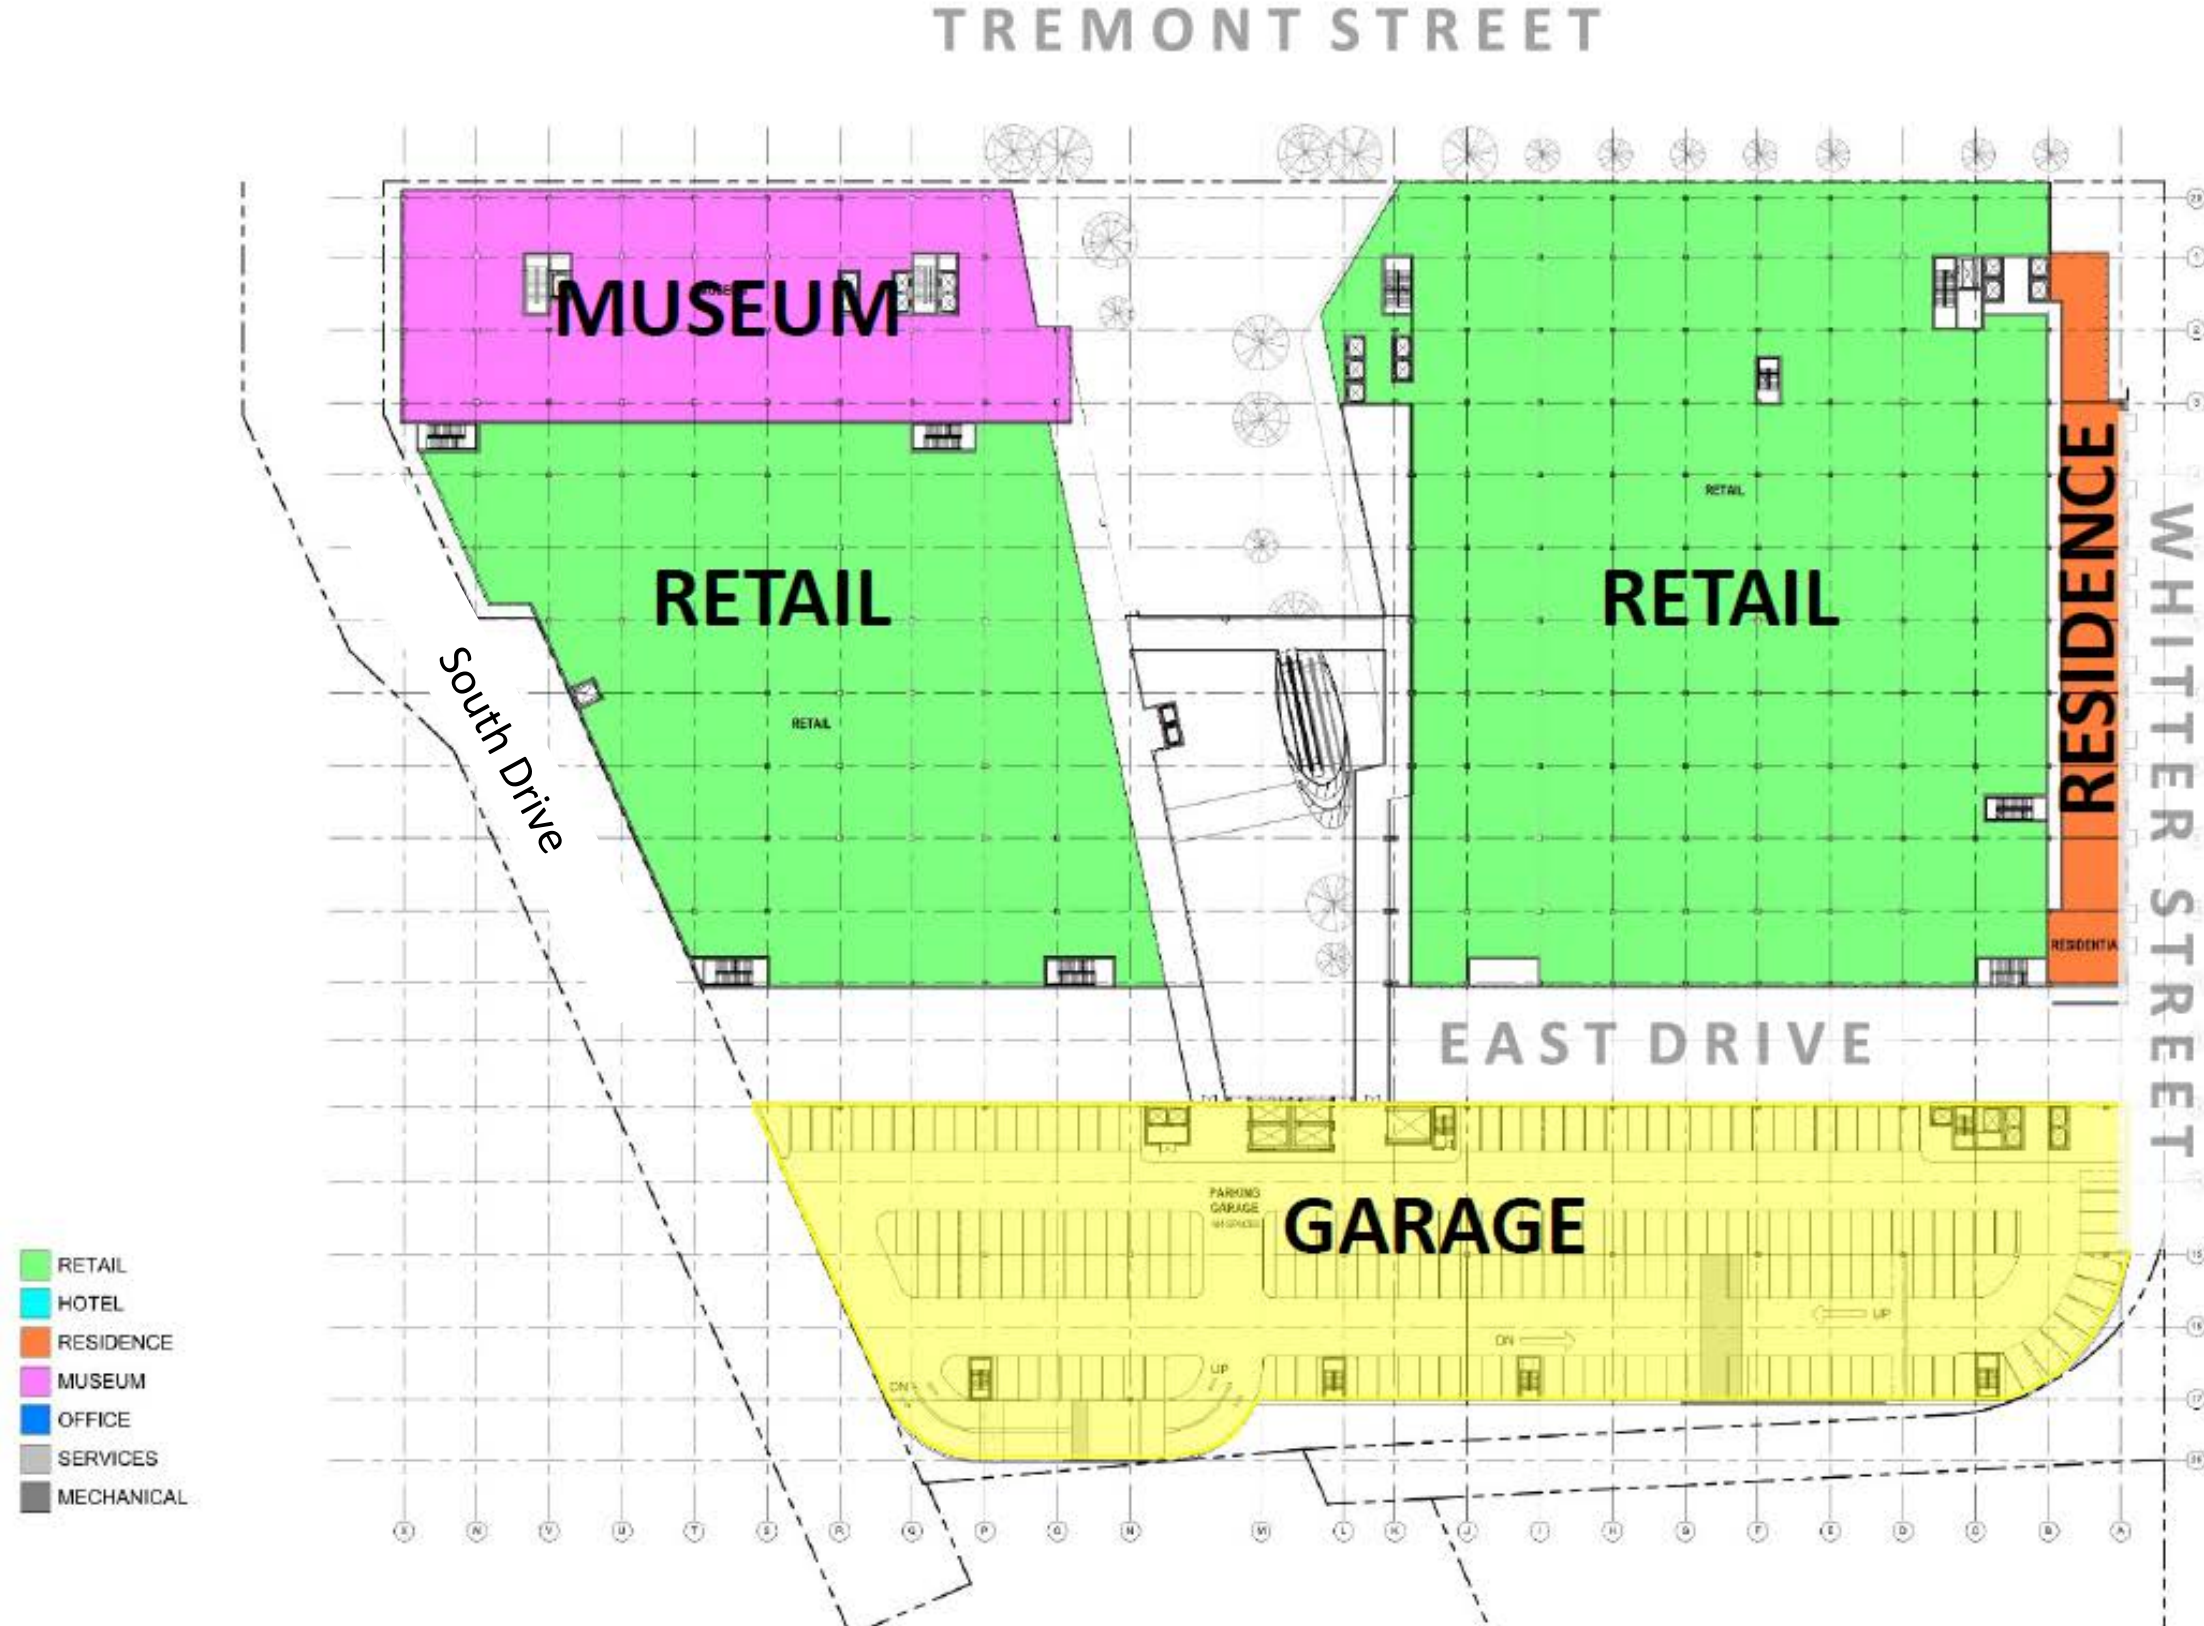 TREMONT STREET
MUSEUM
RETAIL
RETAIL
RETAIL
RETAIL
RESIDENCE
WHITTER STREET
South Drive
RESIDENTIA
EAST DRIVE
PARKING
GARAGE
GARAGE
UP
DN
UP
DN
RETAIL
HOTEL
RESIDENCE
MUSEUM
OFFICE
SERVICES
MECHANICAL
V
U
T
S
R
Q
P
O
N
M
L
K
J
I
H
G
F
E
D
C
B
A